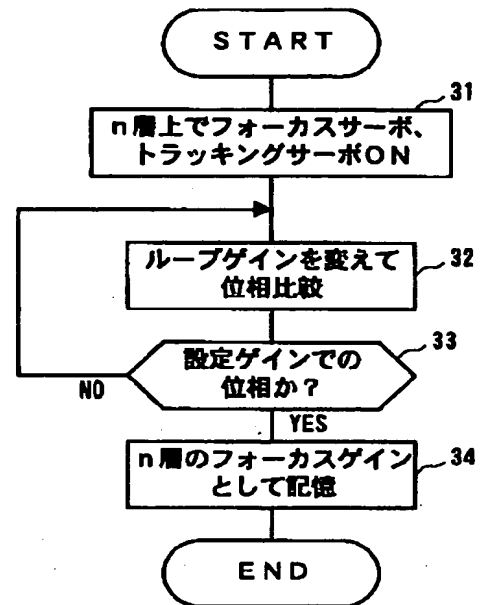 START
31
n層上でフォーカスサーボ、
トラッキングサーボON
ループゲインを変えて
位相比較
32
設定ゲインでの
位相か?
33
NO
YES
n層のフォーカスゲイン
として記憶
34
END